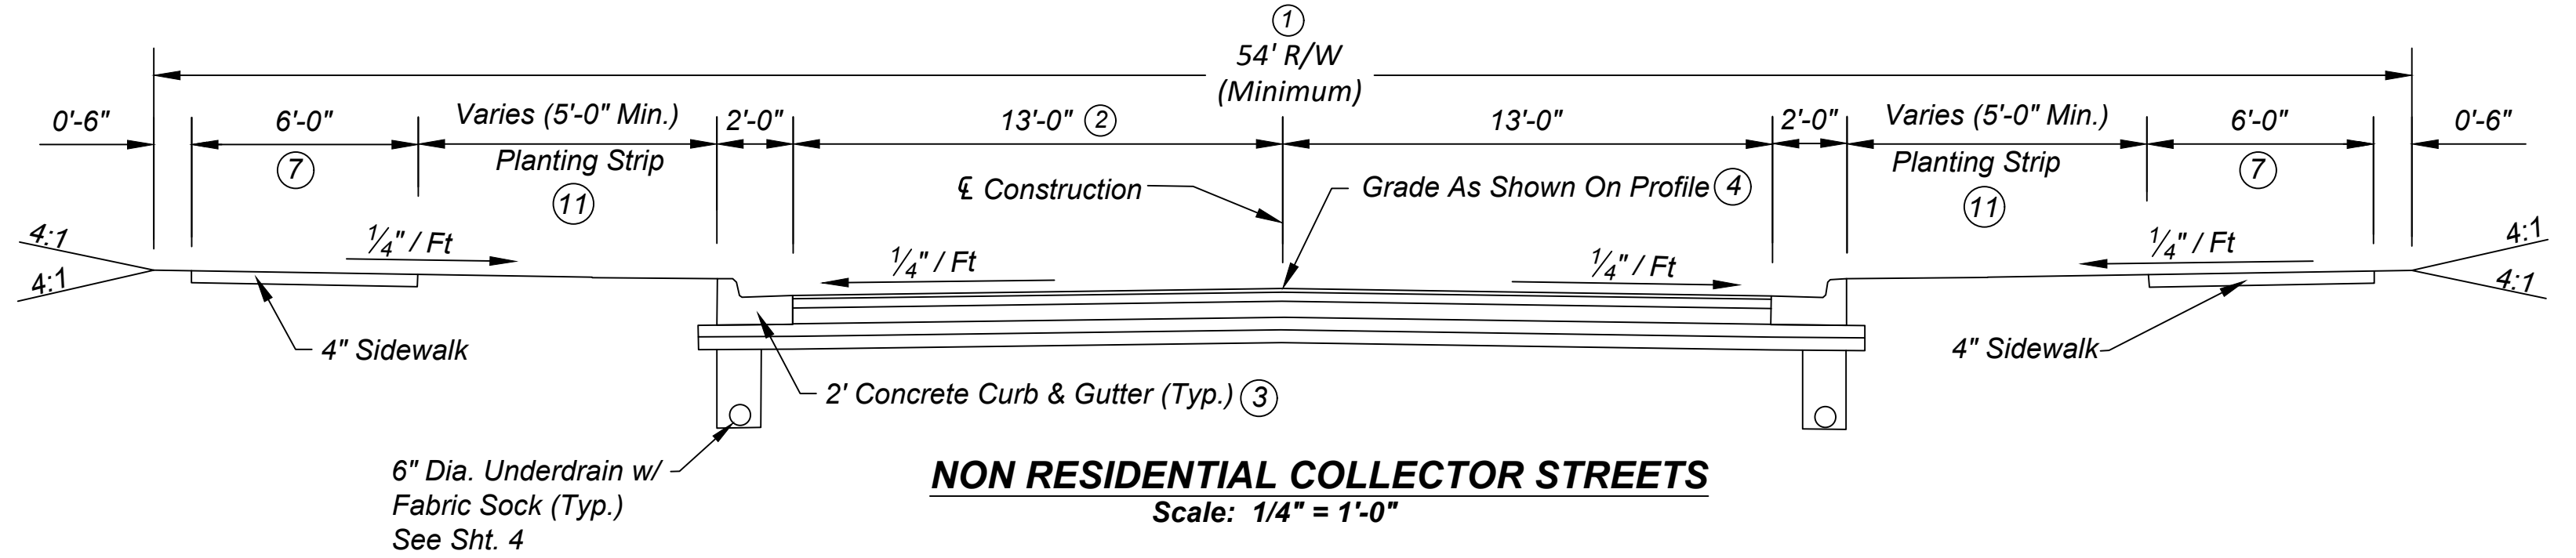 ①
54' R/W
(Minimum)
0'-6"
6'-0"
Varies (5'-0" Min.)
2'-0"
13'-0" ②
13'-0"
2'-0"
Varies (5'-0" Min.)
6'-0"
0'-6"
⑦
Planting Strip
⑪
℄ Construction
Grade As Shown On Profile ④
Planting Strip
⑪
⑦
4:1
4:1
1/4" / Ft
1/4" / Ft
1/4" / Ft
1/4" / Ft
4:1
4:1
4" Sidewalk
2' Concrete Curb & Gutter (Typ.) ③
4" Sidewalk
6" Dia. Underdrain w/
Fabric Sock (Typ.)
See Sht. 4
NON RESIDENTIAL COLLECTOR STREETS
Scale: 1/4" = 1'-0"